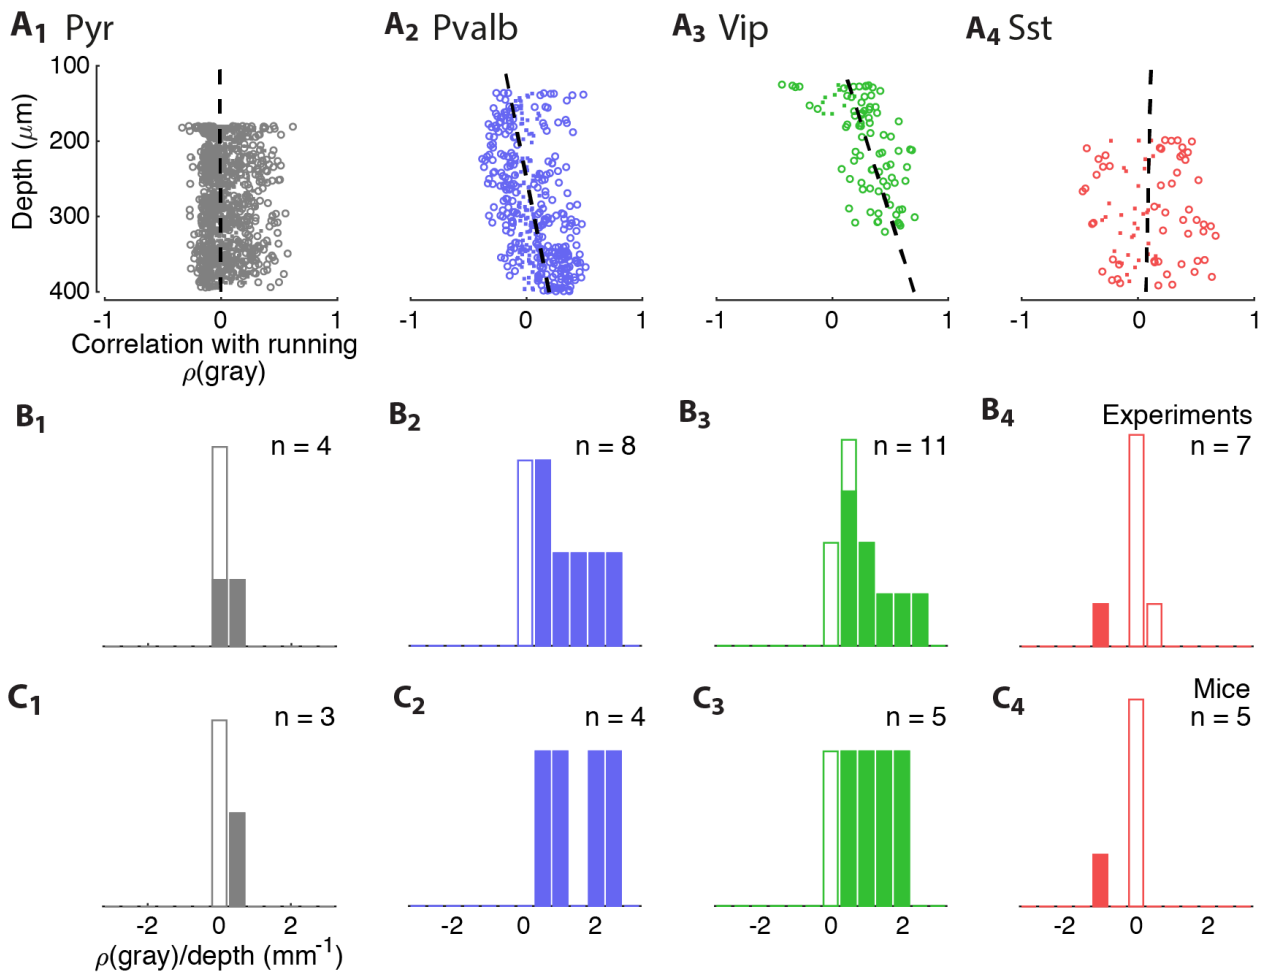 A1 Pyr
A2 Pvalb
A3 Vip
A4 Sst
Depth (μm)
100
200
300
400
-1 0 1
-1 0 1
-1 0 1
-1 0 1
Correlation with running
ρ(gray)
B1
n = 4
B2
n = 8
B3
n = 11
B4
Experiments
n = 7
C1
n = 3
C2
n = 4
C3
n = 5
C4
Mice
n = 5
-2 0 2
-2 0 2
-2 0 2
-2 0 2
ρ(gray)/depth (mm-1)